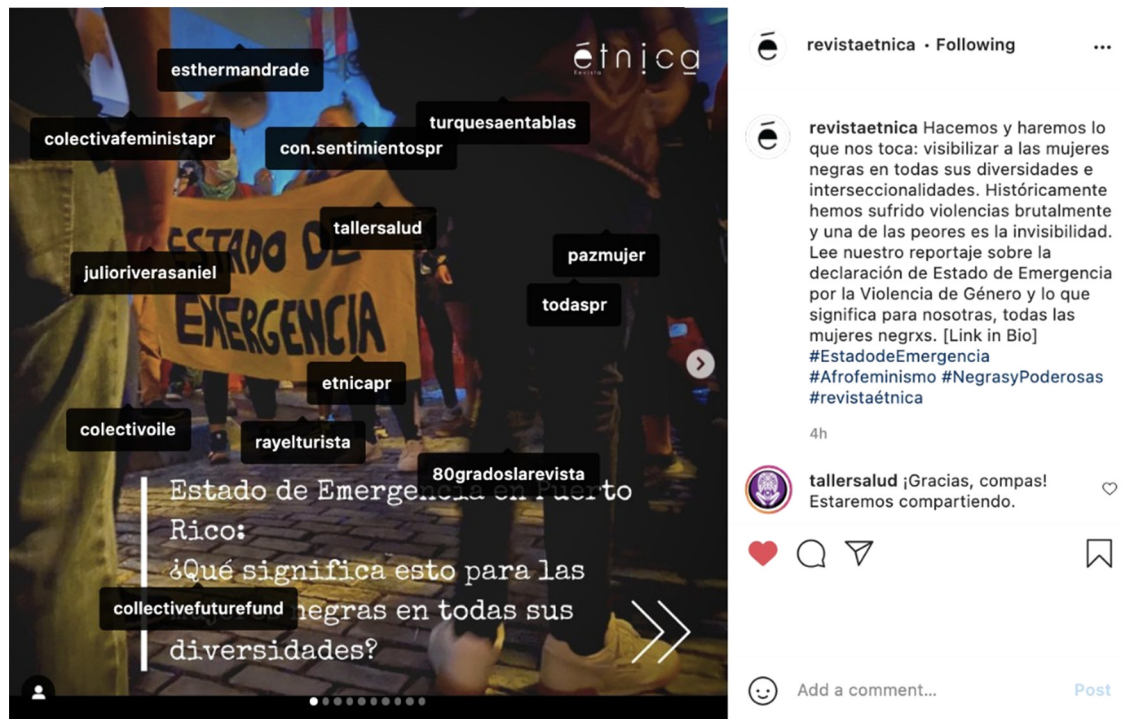 étnica
Revista
esthermandrade
turquesaentablas
colectivafeministapr
con.sentimientospr
tallersalud
pazmujer
julioriverasaniel
todaspr
ESTADO DE
EMERGENCIA
etnicapr
colectivoile
rayelturista
80gradoslarevista
Estado de Emergencia en Puerto
Rico:
¿Qué significa esto para las
collectivefuturefund
negras en todas sus
diversidades?
revistaetnica • Following
revistaetnica Hacemos y haremos lo
que nos toca: visibilizar a las mujeres
negras en todas sus diversidades e
interseccionalidades. Históricamente
hemos sufrido violencias brutalmente
y una de las peores es la invisibilidad.
Lee nuestro reportaje sobre la
declaración de Estado de Emergencia
por la Violencia de Género y lo que
significa para nosotras, todas las
mujeres negrxs. [Link in Bio]
#EstadodeEmergencia
#Afrofeminismo #NegrasyPoderosas
#revistaétnica
4h
tallersalud ¡Gracias, compas!
Estaremos compartiendo.
Add a comment...
Post